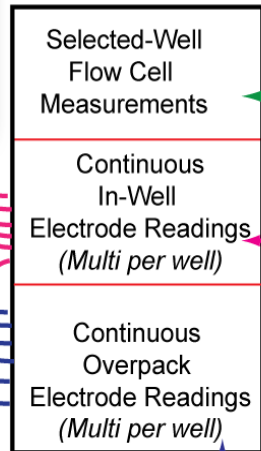 Selected-Well
Flow Cell
Measurements
Continuous
In-Well
Electrode Readings
(Multi per well)
Continuous
Overpack
Electrode Readings
(Multi per well)